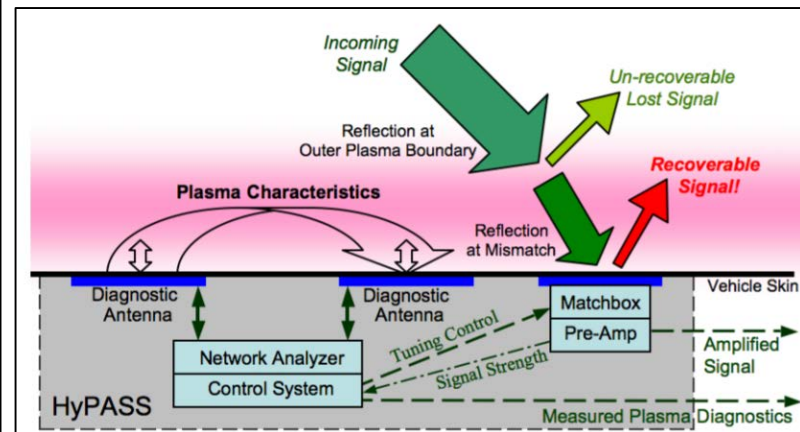 Incoming
Signal
Un-recoverable
Lost Signal
Reflection at
Outer Plasma Boundary
Recoverable
Signal!
Plasma Characteristics
Reflection
at Mismatch
Vehicle Skin
Diagnostic
Antenna
Diagnostic
Antenna
Matchbox
Pre-Amp
Tuning Control
Signal Strength
Amplified
Signal
Network Analyzer
Control System
HyPASS
Measured Plasma Diagnostics